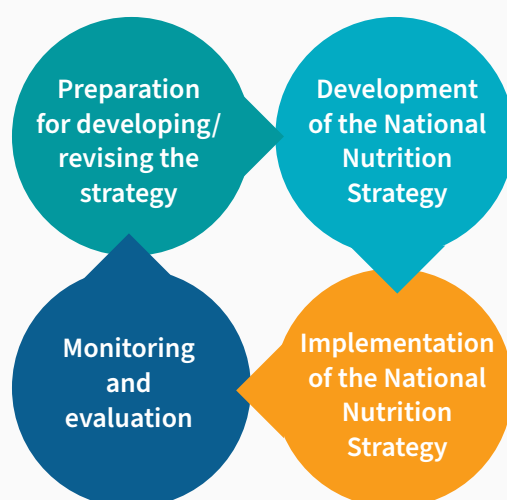 Preparation
for developing/
revising the
strategy
Development
of the National
Nutrition
Strategy
Implementation
of the National
Nutrition
Strategy
Monitoring
and
evaluation